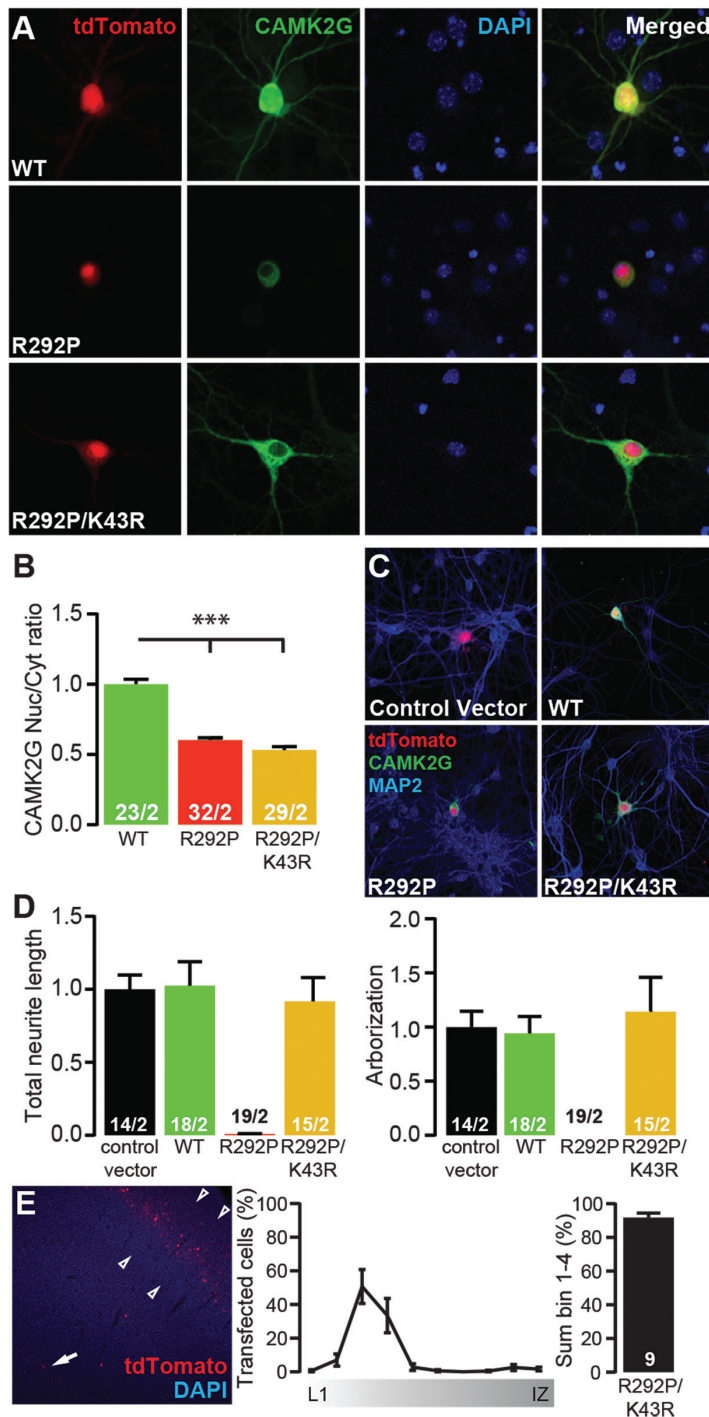 A
tdTomato CAMK2G DAPI Merged
WT
R292P
R292P/K43R
B
CAMK2G Nuc/Cyt ratio
1.5
1.0
0.5
0.0
***
23/2 32/2 29/2
WT R292P R292P/
K43R
C
Control Vector WT
tdTomato
CAMK2G
MAP2
R292P R292P/K43R
D
Total neurite length
1.5
1.0
0.5
0.0
14/2 18/2 19/2 15/2
control
vector WT R292P R292P/
K43R
Arborization
2.0
1.5
1.0
0.5
0.0
14/2 18/2 19/2 15/2
control
vector WT R292P R292P/
K43R
E
tdTomato
DAPI
Transfected cells (%)
100
80
60
40
20
0
L1 IZ
Sum bin 1-4 (%)
100
80
60
40
20
0
9
R292P/
K43R